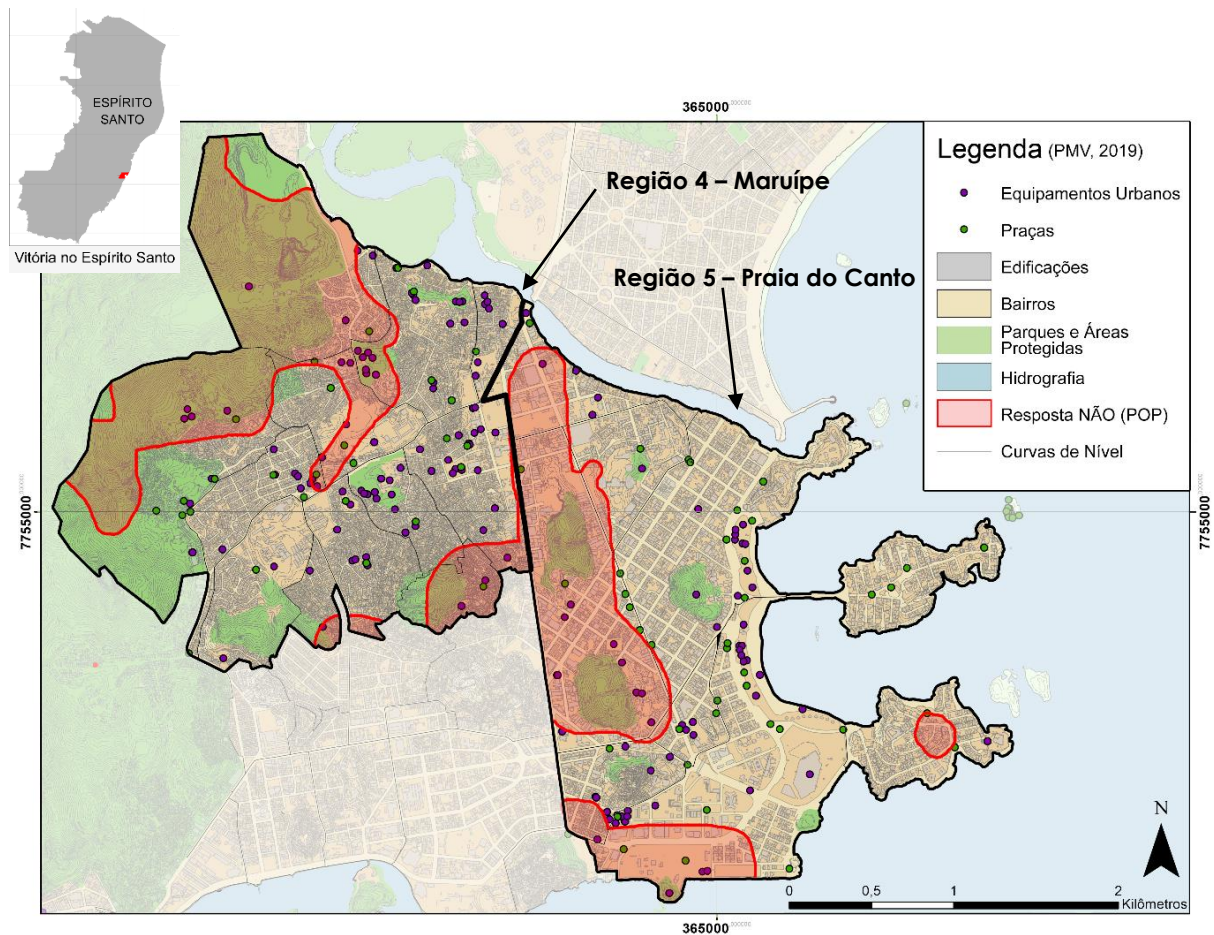 ESPÍRITO
SANTO
Vitória no Espírito Santo
365000
Legenda (PMV, 2019)
Equipamentos Urbanos
Praças
Edificações
Bairros
Parques e Áreas
Protegidas
Hidrografia
Resposta NÃO (POP)
Curvas de Nível
Região 4 – Maruípe
Região 5 – Praia do Canto
7755000
7755000
N
0 0,5 1 2
Quilômetros
365000